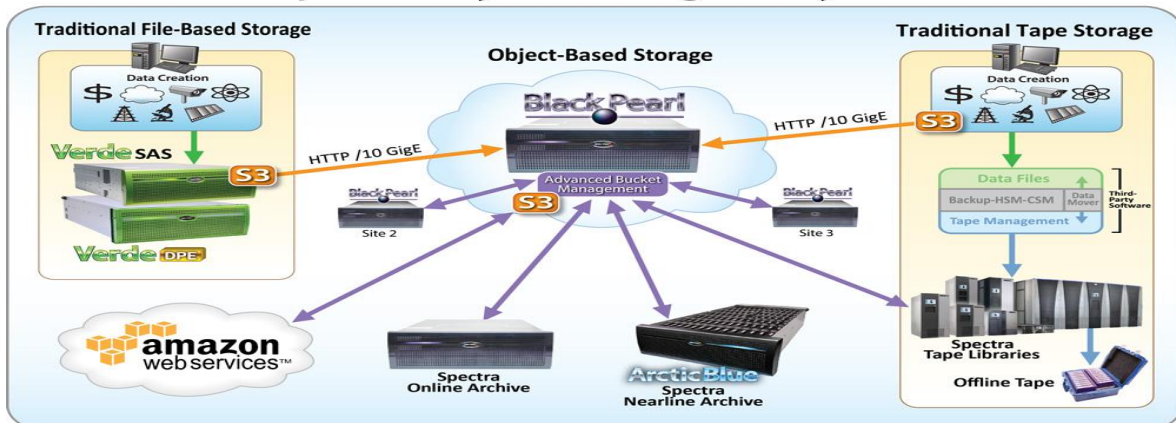 Traditional File-Based Storage
Data Creation
Verde SAS
S3
Verde DPE
HTTP /10 GigE
Object-Based Storage
Black Pearl
Advanced Bucket
Management
S3
Black Pearl
Site 2
Black Pearl
Site 3
HTTP /10 GigE
amazon
web services™
Spectra
Online Archive
ArcticBlue
Spectra
Nearline Archive
Traditional Tape Storage
Data Creation
S3
Data Files
Backup-HSM-CSM
Data
Mover
Tape Management
Third-
Party
Software
Spectra
Tape Libraries
Offline Tape